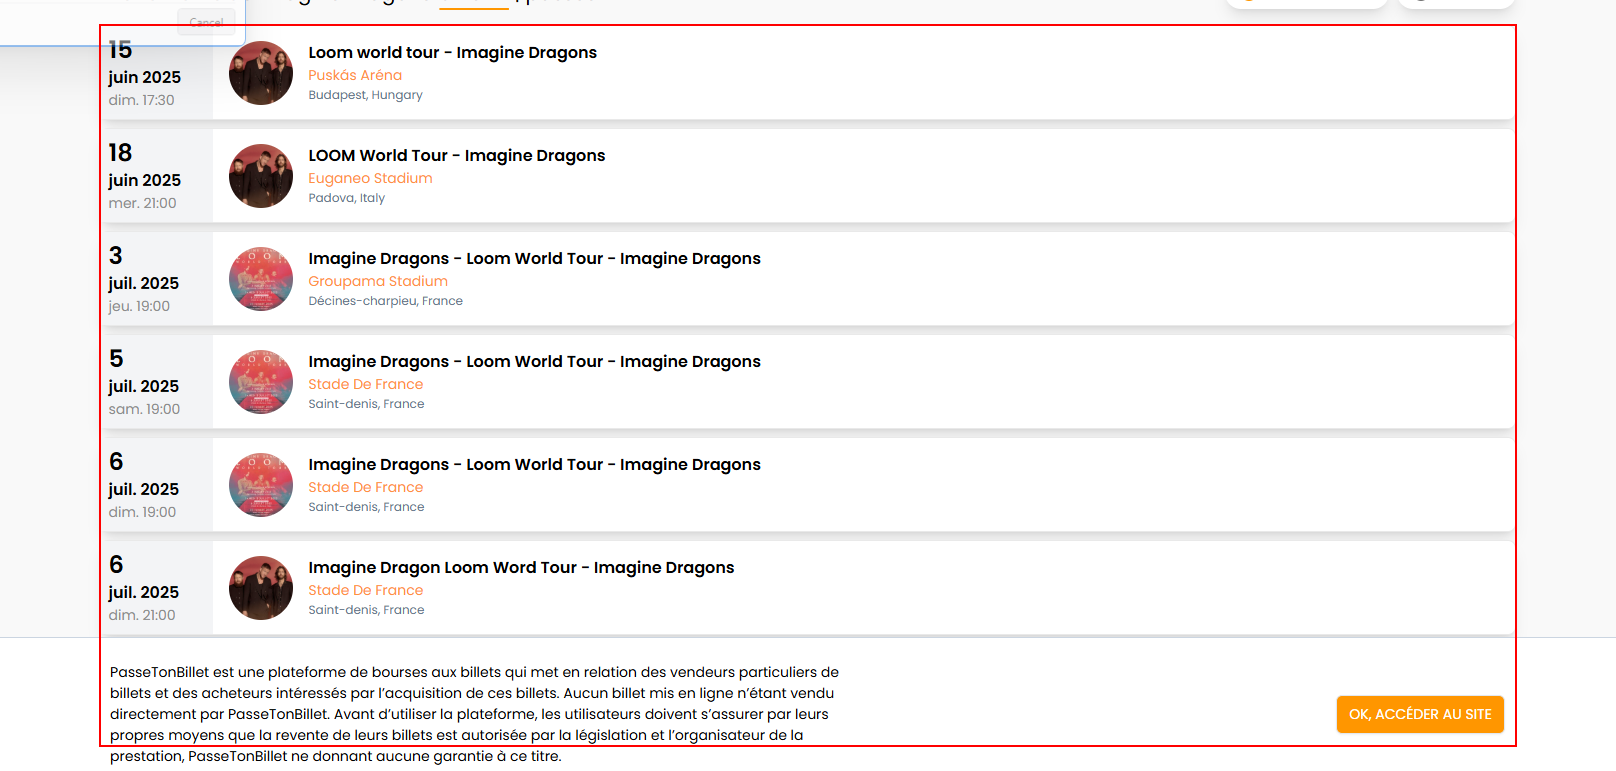 Cancel
15
juin 2025
dim. 17:30
Loom world tour - Imagine Dragons
Puskás Aréna
Budapest, Hungary
18
juin 2025
mer. 21:00
LOOM World Tour - Imagine Dragons
Euganeo Stadium
Padova, Italy
3
juil. 2025
jeu. 19:00
Imagine Dragons - Loom World Tour - Imagine Dragons
Groupama Stadium
Décines-charpieu, France
5
juil. 2025
sam. 19:00
Imagine Dragons - Loom World Tour - Imagine Dragons
Stade De France
Saint-denis, France
6
juil. 2025
dim. 19:00
Imagine Dragons - Loom World Tour - Imagine Dragons
Stade De France
Saint-denis, France
6
juil. 2025
dim. 21:00
Imagine Dragon Loom Word Tour - Imagine Dragons
Stade De France
Saint-denis, France
PasseTonBillet est une plateforme de bourses aux billets qui met en relation des vendeurs particuliers de
billets et des acheteurs intéressés par l’acquisition de ces billets. Aucun billet mis en ligne n’étant vendu
directement par PasseTonBillet. Avant d’utiliser la plateforme, les utilisateurs doivent s’assurer par leurs
propres moyens que la revente de leurs billets est autorisée par la législation et l’organisateur de la
prestation, PasseTonBillet ne donnant aucune garantie à ce titre.
OK, ACCÉDER AU SITE